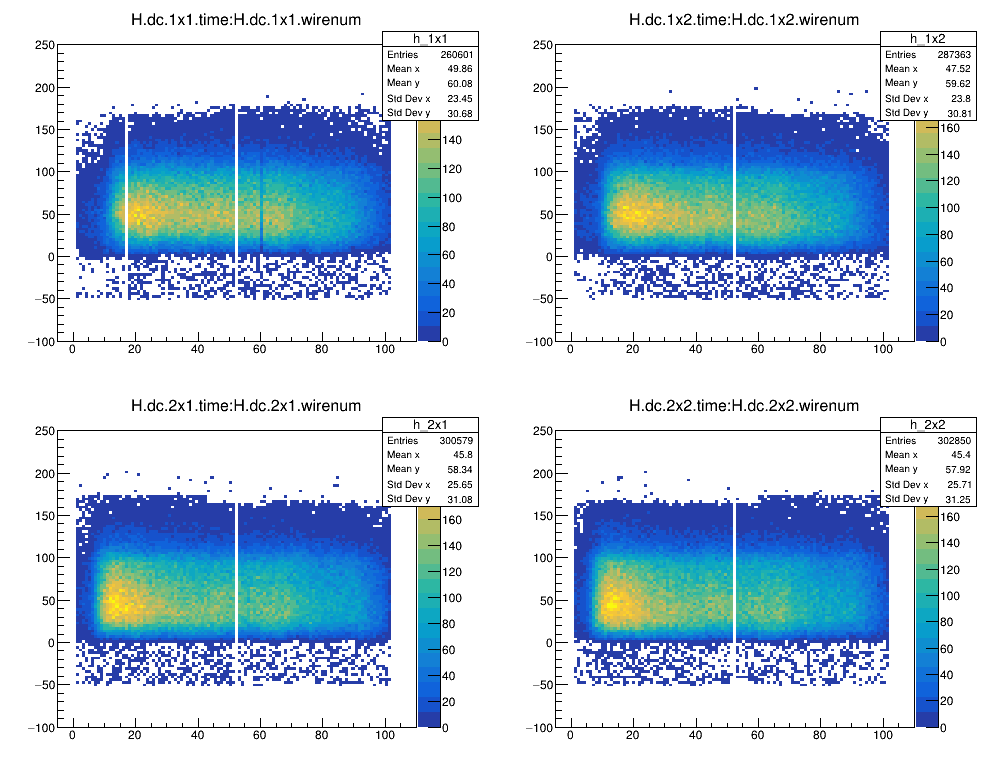 H.dc.1x1.time:H.dc.1x1.wirenum
h_1x1
Entries 260601
Mean x 49.86
Mean y 60.08
Std Dev x 23.45
Std Dev y 30.68
250
200
150
100
50
0
−50
−100
0 20 40 60 80 100
140
120
100
80
60
40
20
0
H.dc.1x2.time:H.dc.1x2.wirenum
h_1x2
Entries 287363
Mean x 47.52
Mean y 59.62
Std Dev x 23.8
Std Dev y 30.81
250
200
150
100
50
0
−50
−100
0 20 40 60 80 100
160
140
120
100
80
60
40
20
0
H.dc.2x1.time:H.dc.2x1.wirenum
h_2x1
Entries 300579
Mean x 45.8
Mean y 58.34
Std Dev x 25.65
Std Dev y 31.08
250
200
150
100
50
0
−50
−100
0 20 40 60 80 100
160
140
120
100
80
60
40
20
0
H.dc.2x2.time:H.dc.2x2.wirenum
h_2x2
Entries 302850
Mean x 45.4
Mean y 57.92
Std Dev x 25.71
Std Dev y 31.25
250
200
150
100
50
0
−50
−100
0 20 40 60 80 100
160
140
120
100
80
60
40
20
0